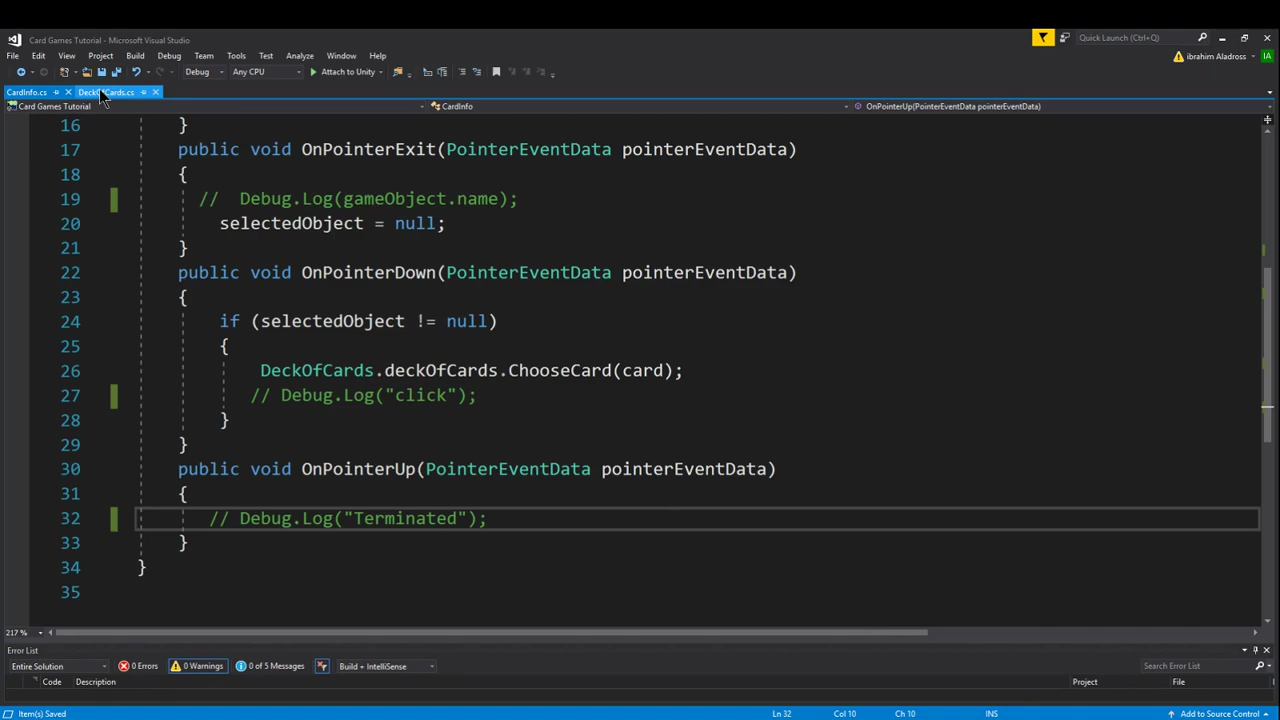 Card Games Tutorial - Microsoft Visual Studio
Quick Launch (Ctrl+Q)
File Edit View Project Build Debug Team Tools Test Analyze Window Help
ibrahim Aladross IA
Debug Any CPU Attach to Unity
CardInfo.cs DeckOfCards.cs
Card Games Tutorial CardInfo OnPointerUp(PointerEventData pointerEventData)
16 }
17 public void OnPointerExit(PointerEventData pointerEventData)
18 {
19 // Debug.Log(gameObject.name);
20 selectedObject = null;
21 }
22 public void OnPointerDown(PointerEventData pointerEventData)
23 {
24 if (selectedObject != null)
25 {
26 DeckOfCards.deckOfCards.ChooseCard(card);
27 // Debug.Log("click");
28 }
29 }
30 public void OnPointerUp(PointerEventData pointerEventData)
31 {
32 // Debug.Log("Terminated");
33 }
34 }
35
217 %
Error List
Entire Solution 0 Errors 0 Warnings 0 of 5 Messages Build + IntelliSense Search Error List
Code Description Project File
Item(s) Saved Ln 32 Col 10 Ch 10 INS Add to Source Control